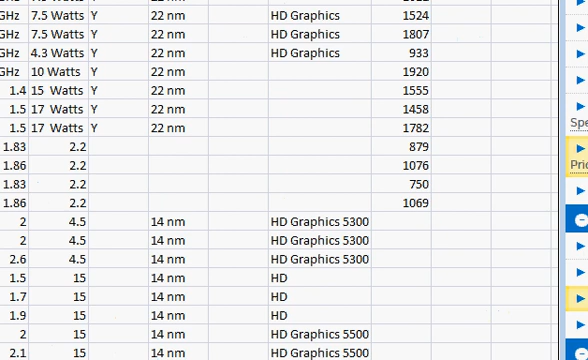 GHz 7.5 Watts Y 22 nm HD Graphics 1524
GHz 7.5 Watts Y 22 nm HD Graphics 1807
GHz 4.3 Watts Y 22 nm HD Graphics 933
GHz 10 Watts Y 22 nm 1920
1.4 15 Watts Y 22 nm 1555
1.5 17 Watts Y 22 nm 1458
1.5 17 Watts Y 22 nm 1782
1.83 2.2 879
1.86 2.2 1076
1.83 2.2 750
1.86 2.2 1069
2 4.5 14 nm HD Graphics 5300
2 4.5 14 nm HD Graphics 5300
2.6 4.5 14 nm HD Graphics 5300
1.5 15 14 nm HD
1.7 15 14 nm HD
1.9 15 14 nm HD
2 15 14 nm HD Graphics 5500
2.1 15 14 nm HD Graphics 5500
Spe
Pric